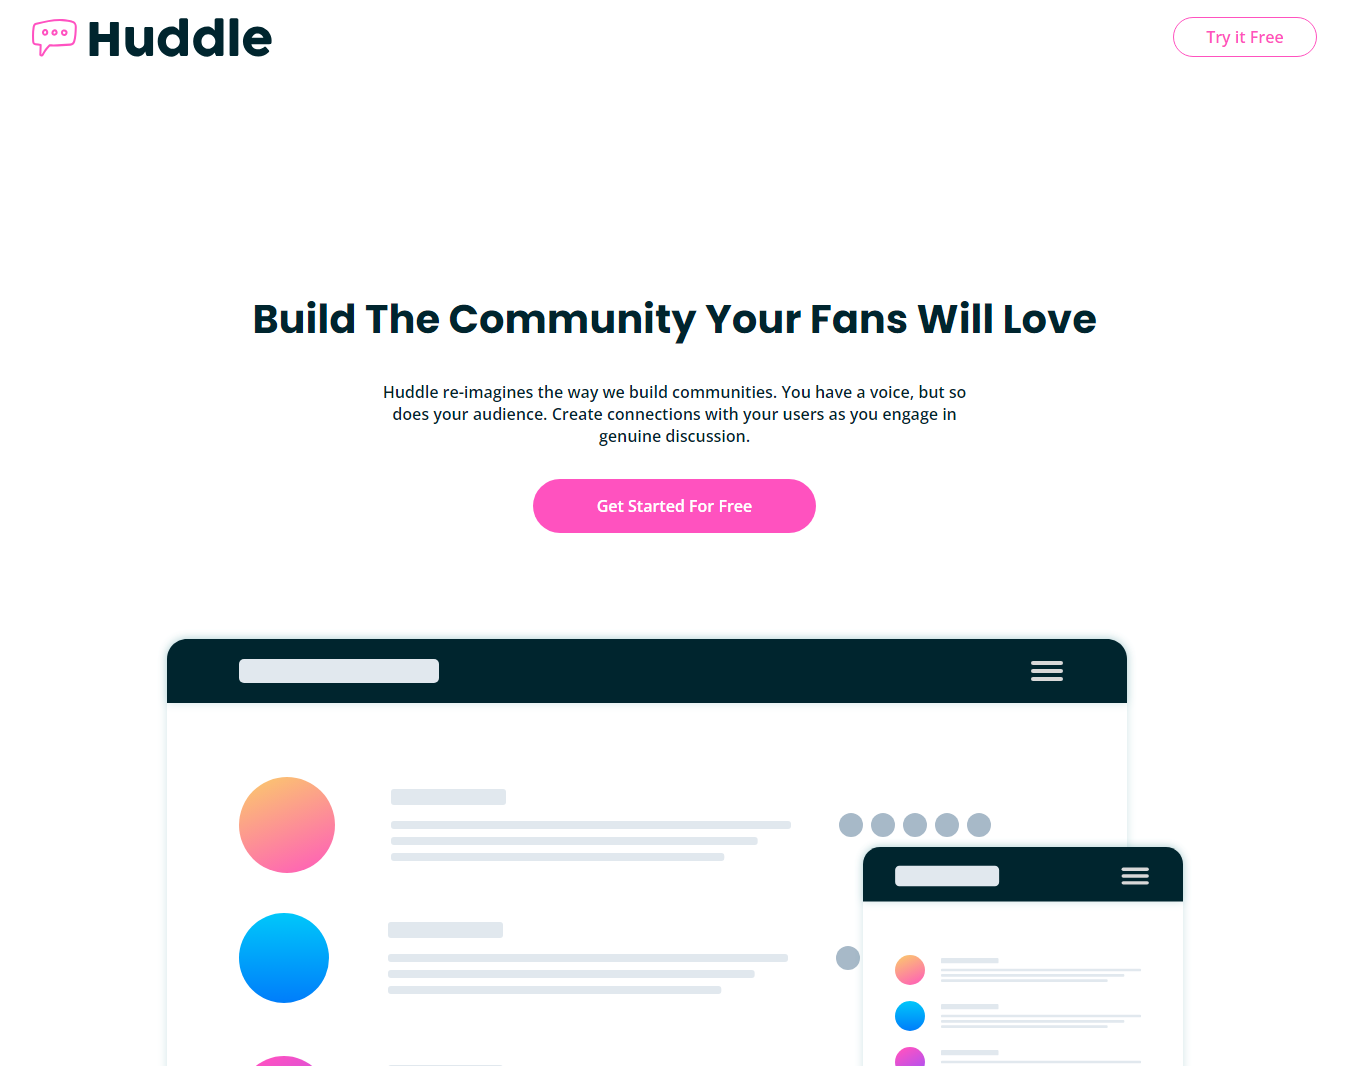 Huddle
Try it Free
Build The Community Your Fans Will Love
Huddle re-imagines the way we build communities. You have a voice, but so
does your audience. Create connections with your users as you engage in
genuine discussion.
Get Started For Free